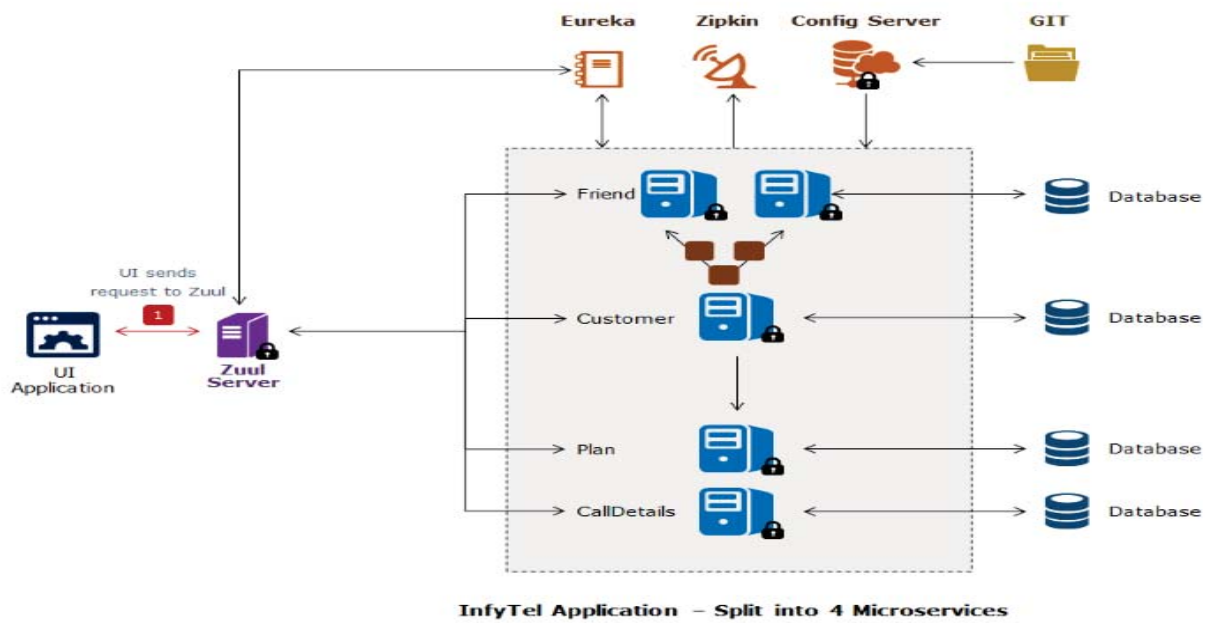 Eureka
Zipkin
Config Server
GIT
Friend
Database
UI sends
request to Zuul
1
Customer
Database
UI
Application
Zuul
Server
Plan
Database
CallDetails
Database
InfyTel Application – Split into 4 Microservices